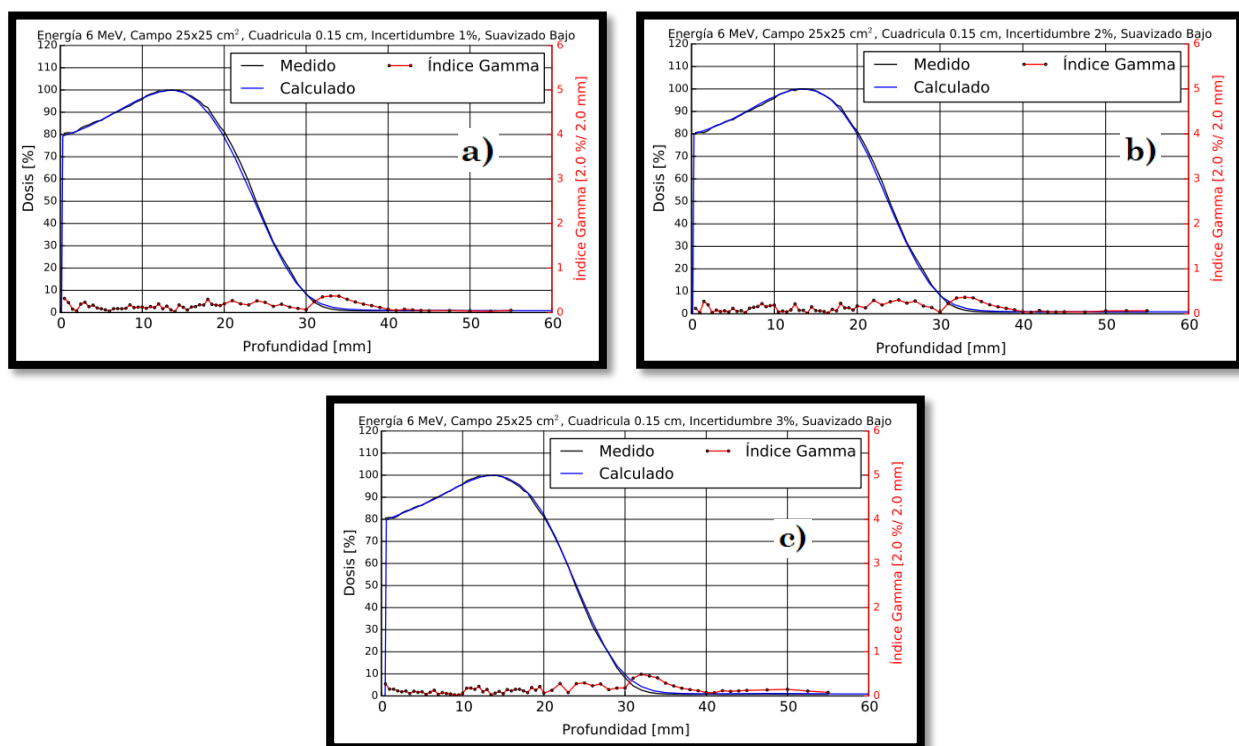 Energía 6 MeV, Campo 25x25 cm², Cuadricula 0.15 cm, Incertidumbre 1%, Suavizado Bajo
120
110
100
90
80
70
60
50
40
30
20
10
0
Dosis [%]
Medido
Calculado
Índice Gamma
a)
6
5
4
3
2
1
0
Índice Gamma [2.0 %/ 2.0 mm]
0 10 20 30 40 50 60
Profundidad [mm]
Energía 6 MeV, Campo 25x25 cm², Cuadricula 0.15 cm, Incertidumbre 2%, Suavizado Bajo
120
110
100
90
80
70
60
50
40
30
20
10
0
Dosis [%]
Medido
Calculado
Índice Gamma
b)
6
5
4
3
2
1
0
Índice Gamma [2.0 %/ 2.0 mm]
0 10 20 30 40 50 60
Profundidad [mm]
Energía 6 MeV, Campo 25x25 cm², Cuadricula 0.15 cm, Incertidumbre 3%, Suavizado Bajo
120
110
100
90
80
70
60
50
40
30
20
10
0
Dosis [%]
Medido
Calculado
Índice Gamma
c)
6
5
4
3
2
1
0
Índice Gamma [2.0 %/ 2.0 mm]
0 10 20 30 40 50 60
Profundidad [mm]